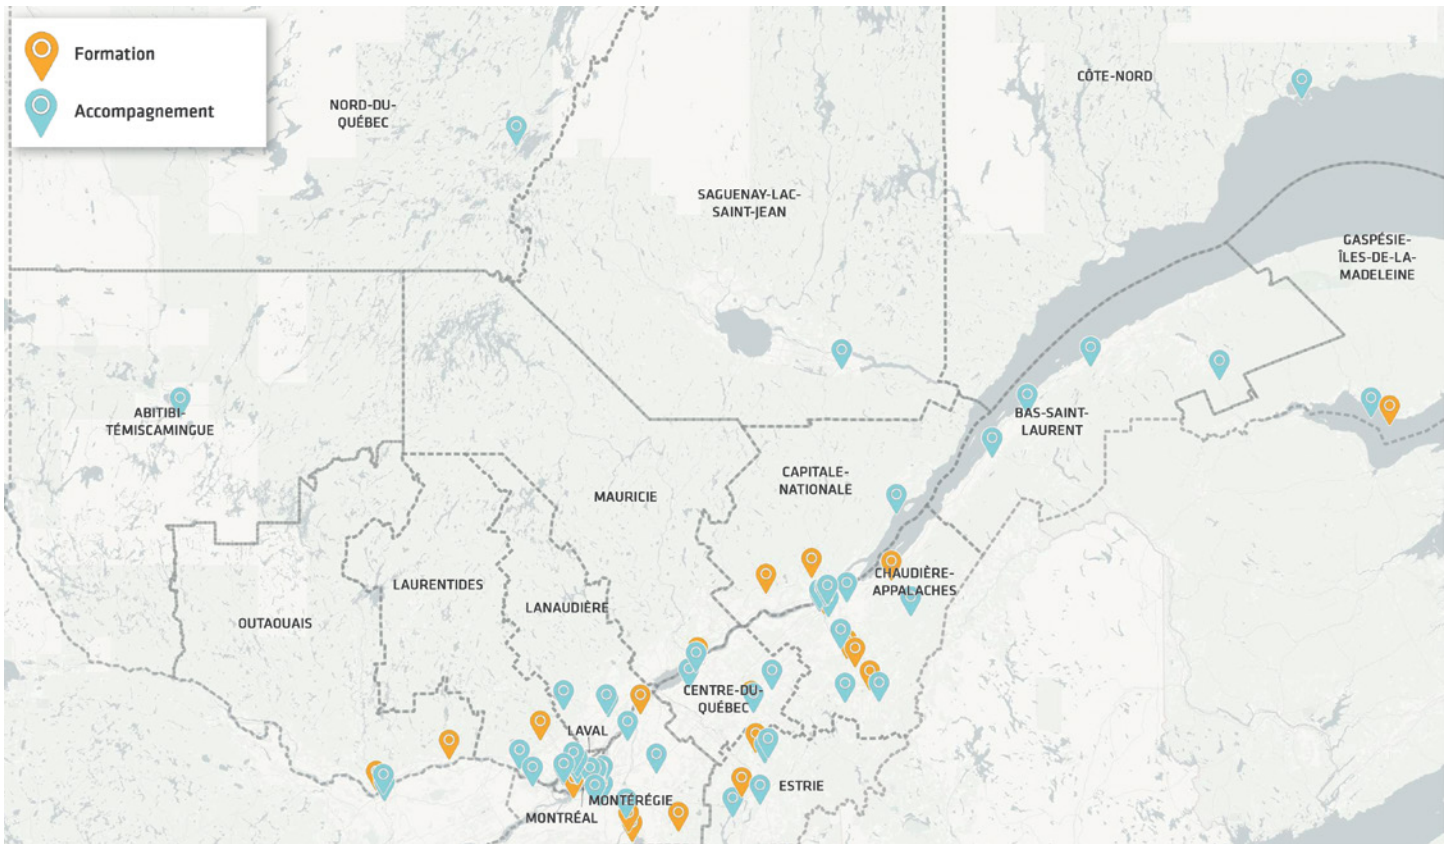 Formation
Accompagnement
NORD-DU-
QUÉBEC
CÔTE-NORD
SAGUENAY-LAC-
SAINT-JEAN
GASPÉSIE-
ÎLES-DE-LA-
MADELEINE
ABITIBI-
TÉMISCAMINGUE
BAS-SAINT-
LAURENT
CAPITALE-
NATIONALE
MAURICIE
LAURENTIDES
CHAUDIÈRE-
APPALACHES
LANAUDIÈRE
OUTAOUAIS
CENTRE-DU-
QUÉBEC
LAVAL
ESTRIE
MONTÉRÉGIE
MONTRÉAL